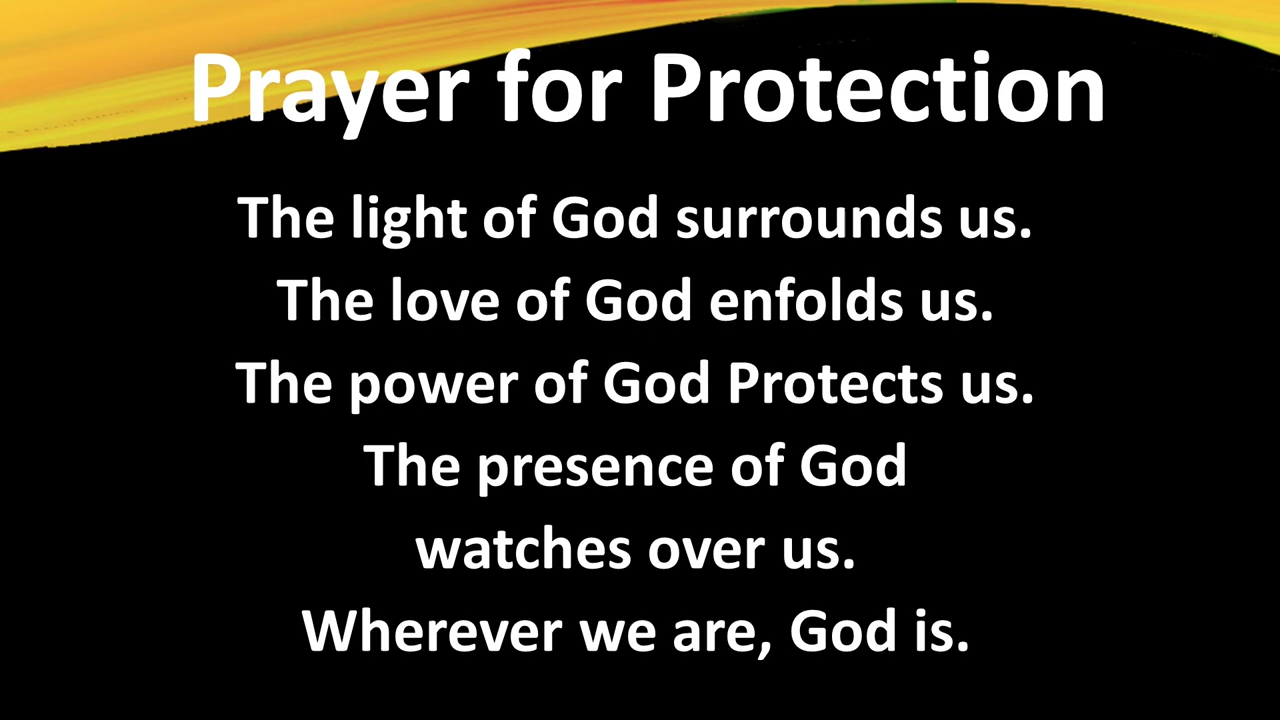 Prayer for Protection
The light of God surrounds us.
The love of God enfolds us.
The power of God Protects us.
The presence of God
watches over us.
Wherever we are, God is.